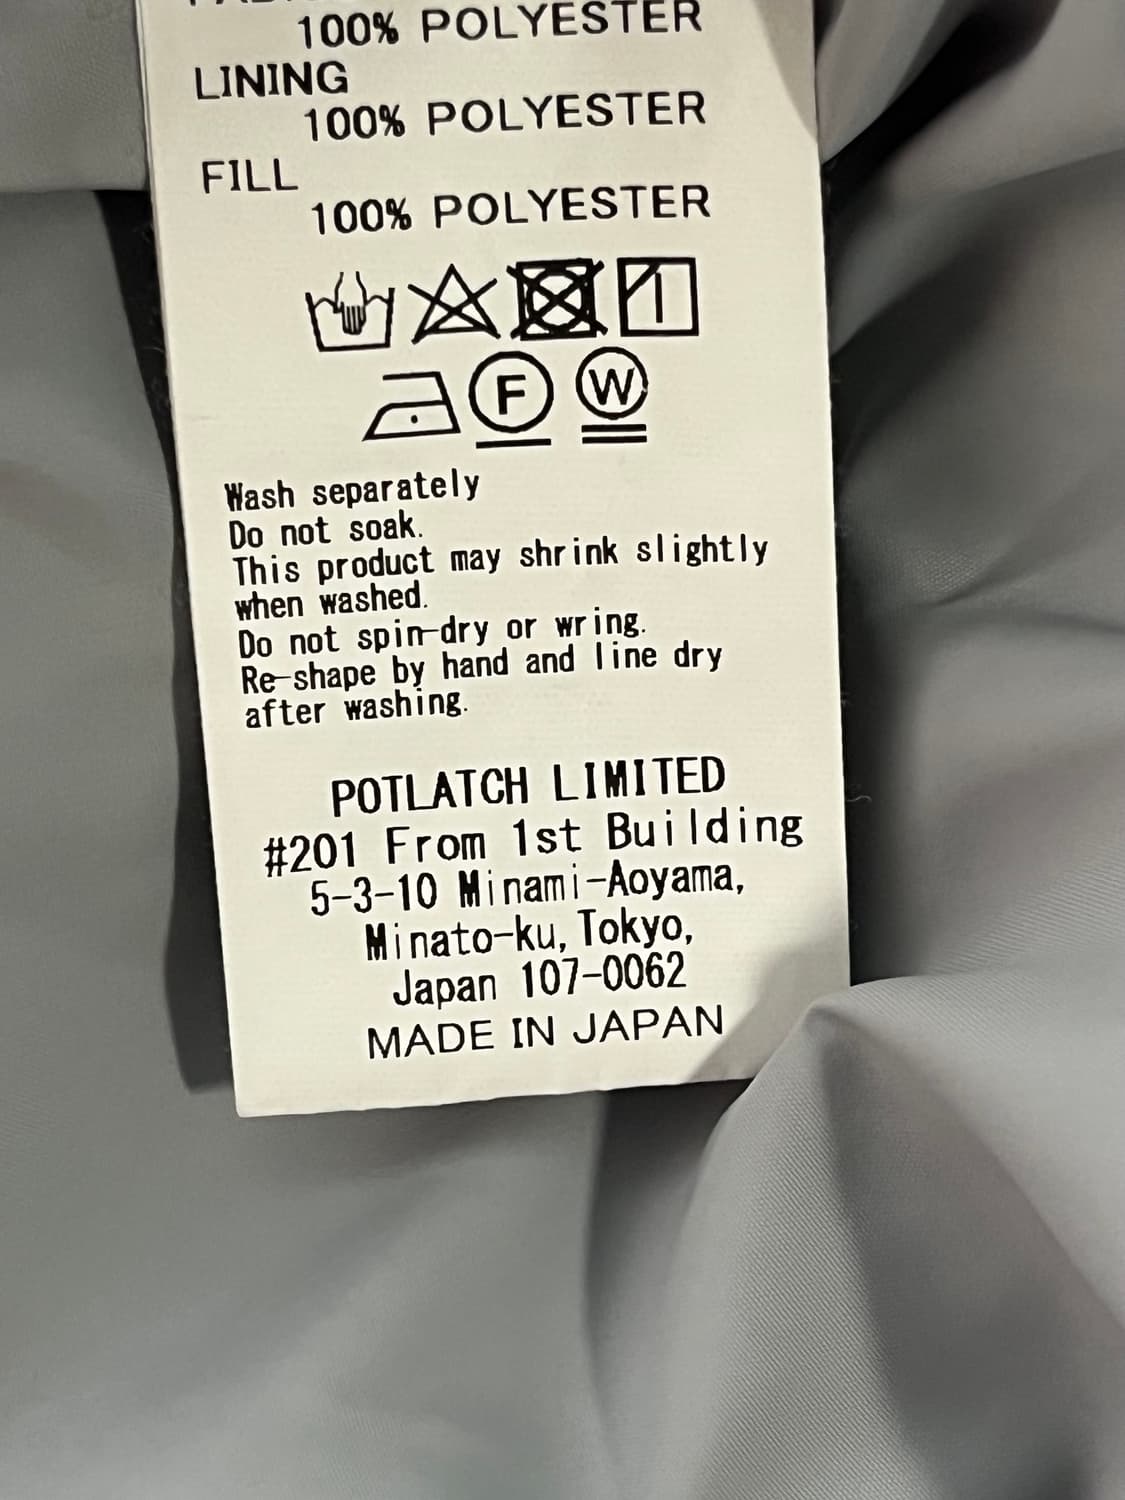 100% POLYESTER
LINING
100% POLYESTER
FILL
100% POLYESTER
F W
Wash separately
Do not soak.
This product may shrink slightly
when washed.
Do not spin-dry or wring.
Re-shape by hand and line dry
after washing.
POTLATCH LIMITED
#201 From 1st Building
5-3-10 Minami-Aoyama,
Minato-ku, Tokyo,
Japan 107-0062
MADE IN JAPAN